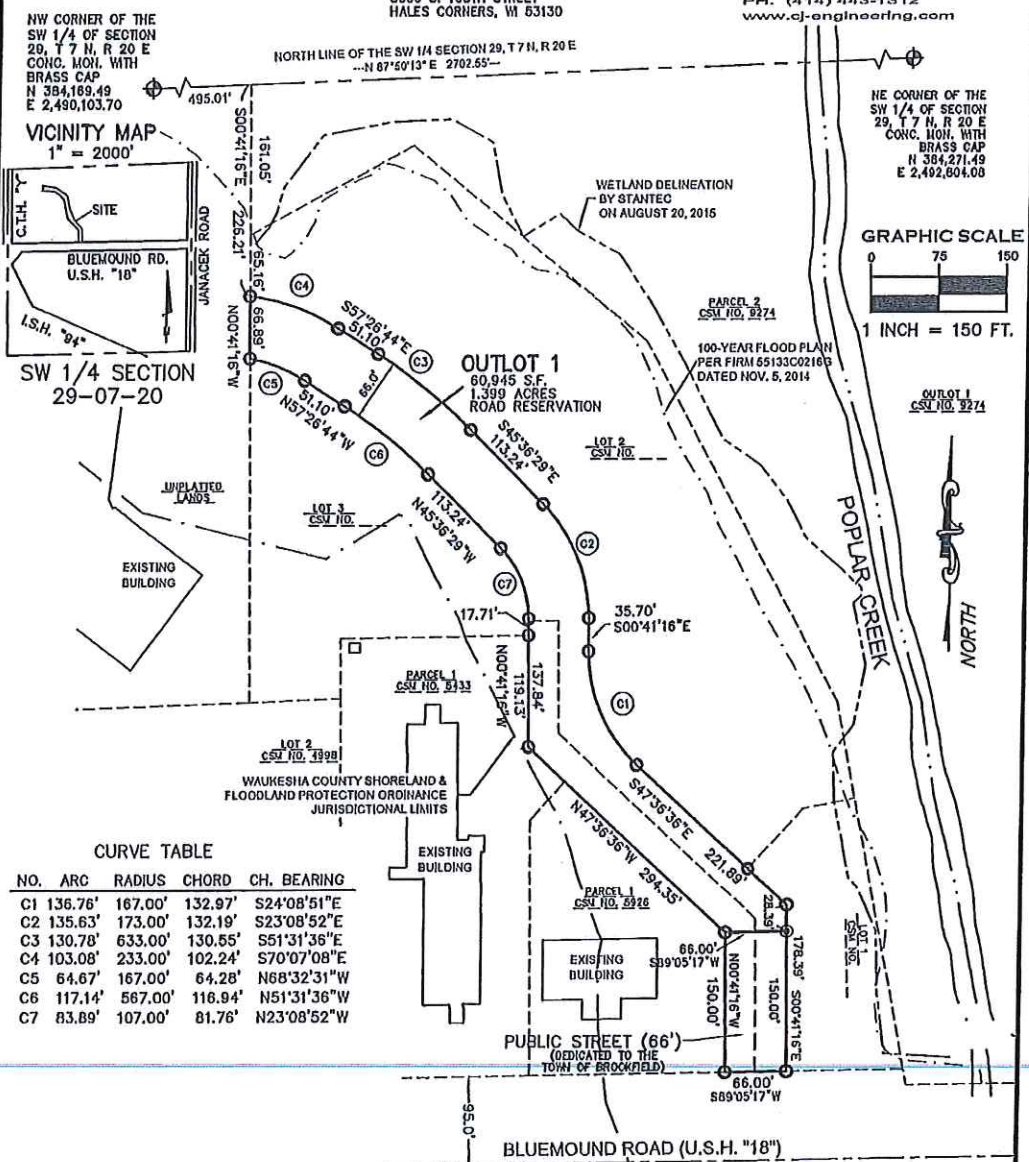 HALES CORNERS, WI 53130
www.cj-engineering.com
NW CORNER OF THE
SW 1/4 OF SECTION
29, T 7 N, R 20 E
CONC. MON. WITH
BRASS CAP
N 384,169.49
E 2,490,103.70
NORTH LINE OF THE SW 1/4 SECTION 29, T 7 N, R 20 E
---N 87°50'13" E 2702.55'---
495.01'
NE CORNER OF THE
SW 1/4 OF SECTION
29, T 7 N, R 20 E
CONC. MON. WITH
BRASS CAP
N 384,271.49
E 2,492,804.08
VICINITY MAP
1" = 2000'
C.T.H. "Y"
SITE
BLUEMOUND RD.
U.S.H. "18"
JANACEK ROAD
I.S.H. "94"
SW 1/4 SECTION
29-07-20
S00°41'16"E
161.05'
226.21'
65.16'
WETLAND DELINEATION
BY STANTEC
ON AUGUST 20, 2015
GRAPHIC SCALE
0 75 150
1 INCH = 150 FT.
N00°41'16"W
66.89'
C4
S57°26'44"E
51.10'
C3
66.0'
OUTLOT 1
60,945 S.F.
1.399 ACRES
ROAD RESERVATION
PARCEL 2
CSM NO. 9274
100-YEAR FLOOD PLAIN
PER FIRM 55133C0216G
DATED NOV. 5, 2014
OUTLOT 1
CSM NO. 9274
C5
51.10'
N57°26'44"W
C6
S45°36'29"E
113.24'
LOT 2
CSM NO.
UNPLATTED
LANDS
LOT 3
CSM NO.
113.24'
N45°36'29"W
C2
C7
EXISTING
BUILDING
POPLAR CREEK
NORTH
17.71'
35.70'
S00°41'16"E
PARCEL 1
CSM NO. 5433
N00°41'16"W
137.84'
119.13'
C1
LOT 2
CSM NO. 4998
WAUKESHA COUNTY SHORELAND &
FLOODLAND PROTECTION ORDINANCE
JURISDICTIONAL LIMITS
S47°36'36"E
221.89'
N47°36'36"W
294.35'
CURVE TABLE
NO. ARC RADIUS CHORD CH. BEARING
C1 136.76' 167.00' 132.97' S24°08'51"E
C2 135.63' 173.00' 132.19' S23°08'52"E
C3 130.78' 633.00' 130.55' S51°31'36"E
C4 103.08' 233.00' 102.24' S70°07'08"E
C5 64.67' 167.00' 64.28' N68°32'31"W
C6 117.14' 567.00' 116.94' N51°31'36"W
C7 83.89' 107.00' 81.76' N23°08'52"W
EXISTING
BUILDING
PARCEL 1
CSM NO. 5926
28.39'
66.00'
S89°05'17"W
LOT 1
CSM NO.
EXISTING
BUILDING
N00°41'16"W
150.00'
150.00'
178.39'
S00°41'16"E
PUBLIC STREET (66')
(DEDICATED TO THE
TOWN OF BROOKFIELD)
66.00'
S89°05'17"W
95.0'
BLUEMOUND ROAD (U.S.H. "18")